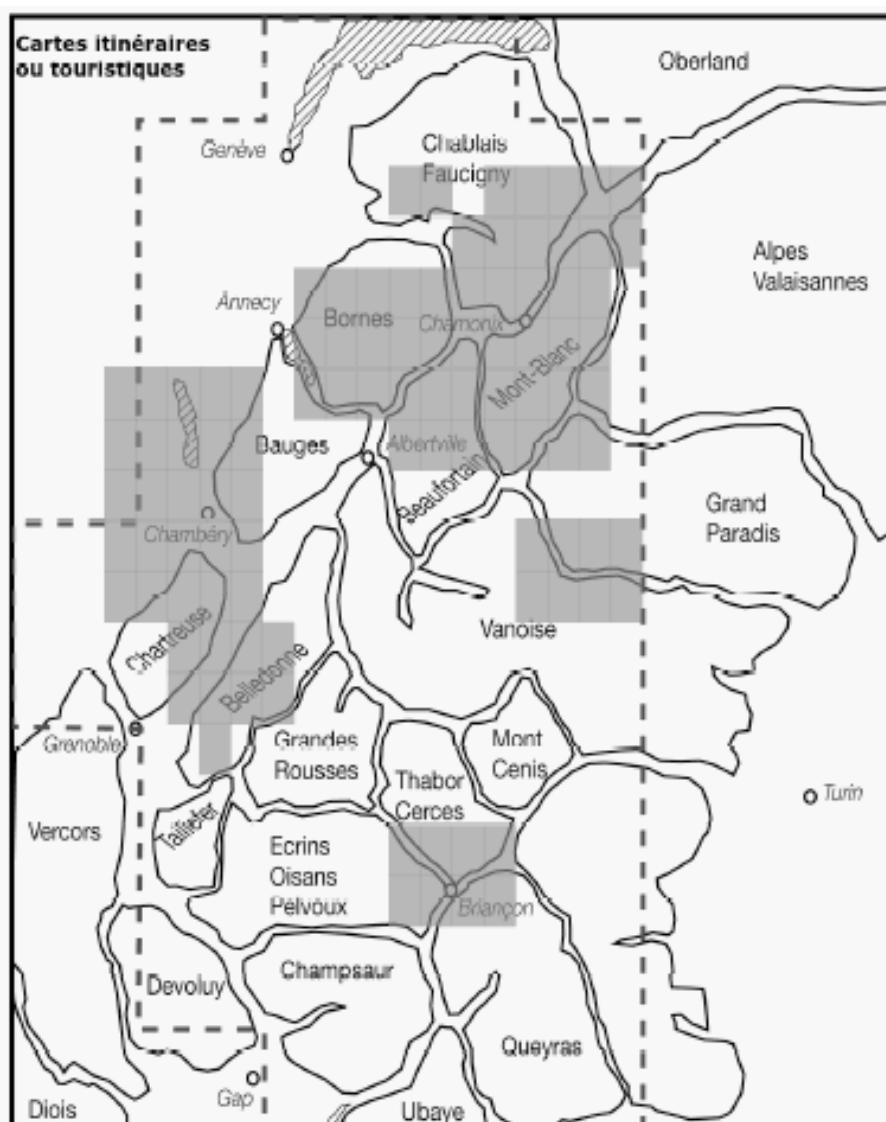 Cartes itinéraires
ou touristiques
Oberland
Genève
Chablais
Faucigny
Alpes
Valaisannes
Annecy
Bornes
Chamonix
Mont-Blanc
Bauges
Albertville
Beaufortain
Grand
Paradis
Chambéry
Chartreuse
Vanoise
Belledonne
Grenoble
Grandes
Rousses
Mont
Cenis
Thabor
Cerces
Turin
Vercors
Taillefer
Ecrins
Oisans
Pelvoux
Briançon
Champsaur
Devoluy
Queyras
Gap
Diois
Ubaye